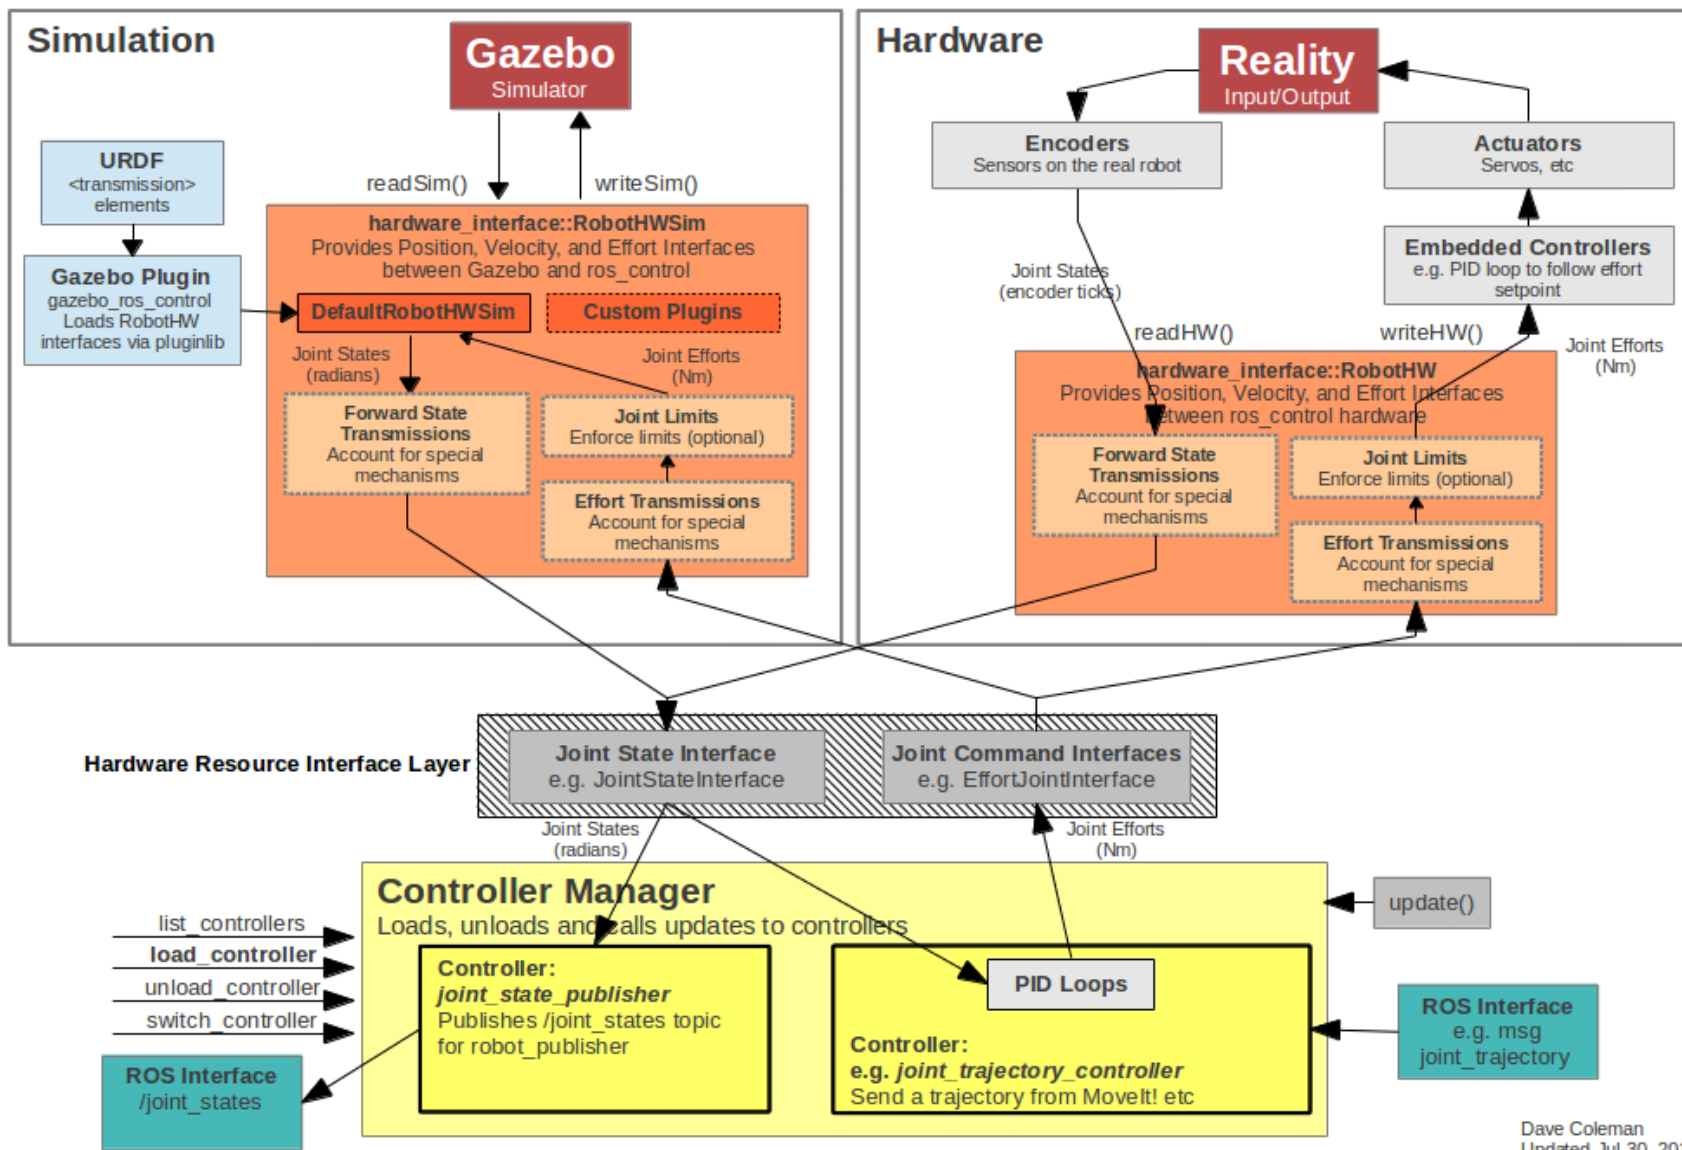 Simulation
Gazebo
Simulator
URDF
<transmission>
elements
readSim()
writeSim()
Gazebo Plugin
gazebo_ros_control
Loads RobotHW
interfaces via pluginlib
hardware_interface::RobotHWSim
Provides Position, Velocity, and Effort Interfaces
between Gazebo and ros_control
DefaultRobotHWSim
Custom Plugins
Joint States
(radians)
Joint Efforts
(Nm)
Forward State
Transmissions
Account for special
mechanisms
Joint Limits
Enforce limits (optional)
Effort Transmissions
Account for special
mechanisms
Hardware
Reality
Input/Output
Encoders
Sensors on the real robot
Actuators
Servos, etc
Embedded Controllers
e.g. PID loop to follow effort
setpoint
Joint States
(encoder ticks)
readHW()
writeHW()
Joint Efforts
(Nm)
hardware_interface::RobotHW
Provides Position, Velocity, and Effort Interfaces
between ros_control hardware
Forward State
Transmissions
Account for special
mechanisms
Joint Limits
Enforce limits (optional)
Effort Transmissions
Account for special
mechanisms
Hardware Resource Interface Layer
Joint State Interface
e.g. JointStateInterface
Joint Command Interfaces
e.g. EffortJointInterface
Joint States
(radians)
Joint Efforts
(Nm)
Controller Manager
Loads, unloads and calls updates to controllers
update()
list_controllers
load_controller
unload_controller
switch_controller
Controller:
joint_state_publisher
Publishes /joint_states topic
for robot_publisher
PID Loops
Controller:
e.g. joint_trajectory_controller
Send a trajectory from MoveIt! etc
ROS Interface
e.g. msg
joint_trajectory
ROS Interface
/joint_states
Dave Coleman
Updated Jul 30,